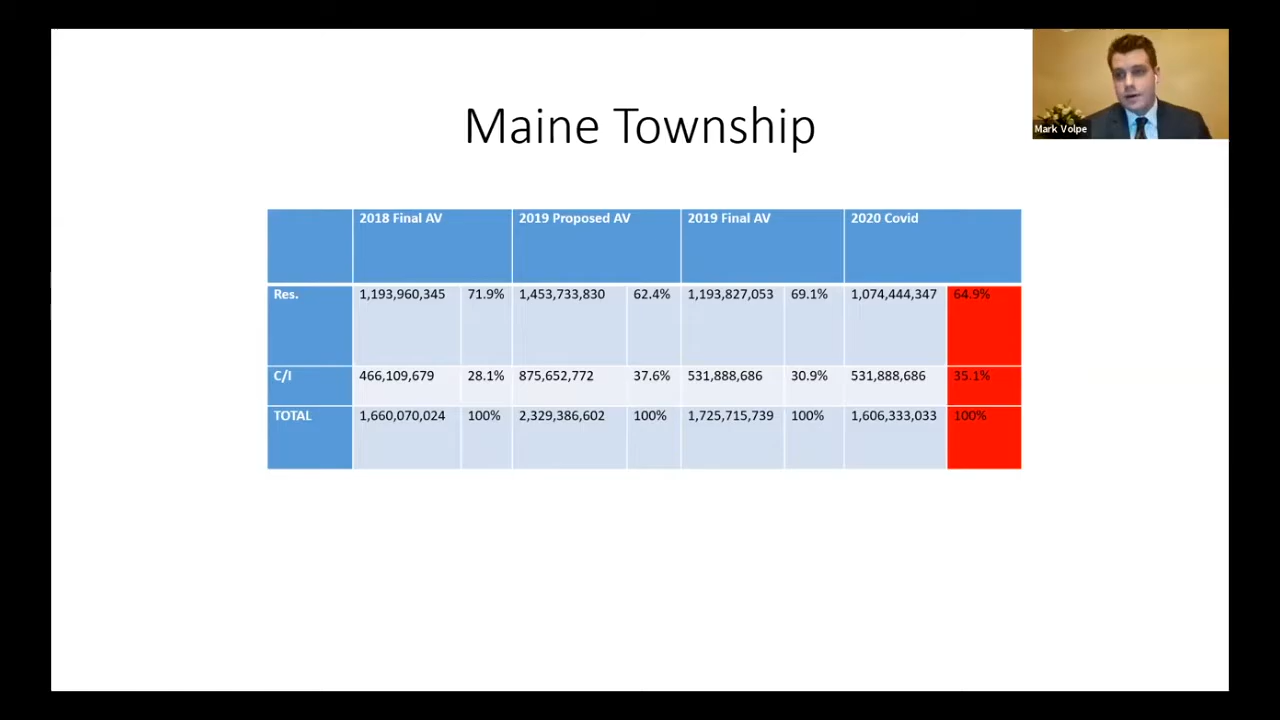 Maine Township
Mark Volpe
2018 Final AV 2019 Proposed AV 2019 Final AV 2020 Covid
Res. 1,193,960,345 71.9% 1,453,733,830 62.4% 1,193,827,053 69.1% 1,074,444,347 64.9%
C/I 466,109,679 28.1% 875,652,772 37.6% 531,888,686 30.9% 531,888,686 35.1%
TOTAL 1,660,070,024 100% 2,329,386,602 100% 1,725,715,739 100% 1,606,333,033 100%